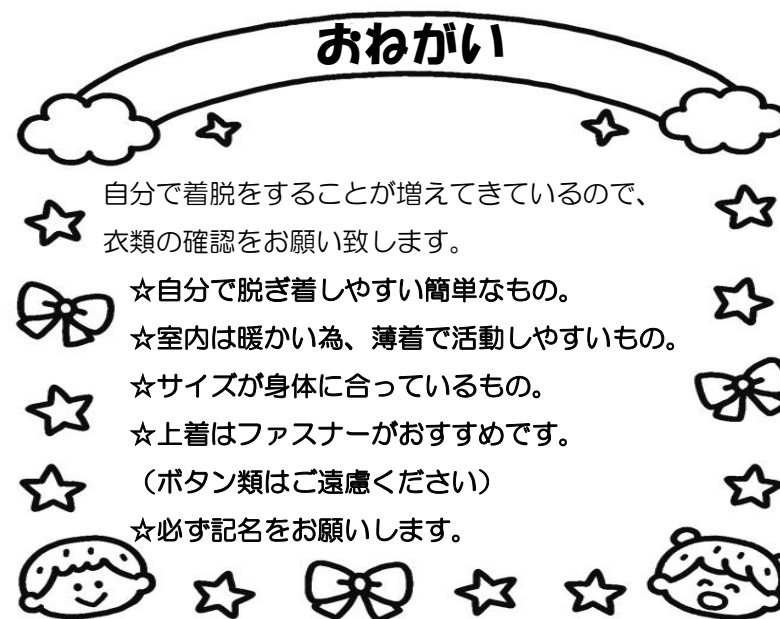 おねがい
自分で着脱をすることが増えてきているので、
衣類の確認をお願い致します。
☆自分で脱ぎ着しやすい簡単なもの。
☆室内は暖かい為、薄着で活動しやすいもの。
☆サイズが身体に合っているもの。
☆上着はファスナーがおすすめです。
（ボタン類はご遠慮ください）
☆必ず記名をお願いします。